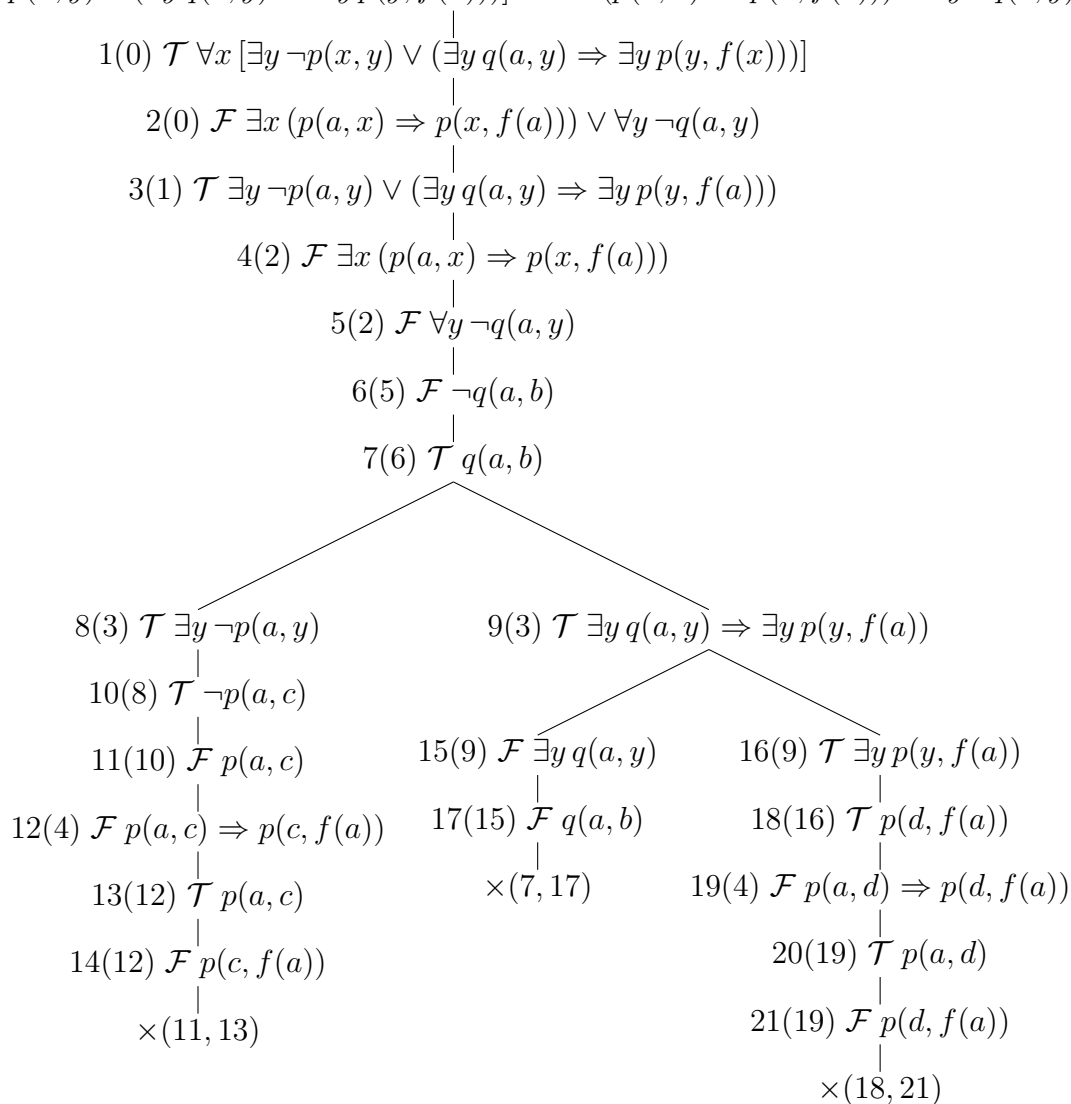 1(0) 𝒯 ∀x [∃y ¬p(x, y) ∨ (∃y q(a, y) ⇒ ∃y p(y, f(x)))]
2(0) ℱ ∃x (p(a, x) ⇒ p(x, f(a))) ∨ ∀y ¬q(a, y)
3(1) 𝒯 ∃y ¬p(a, y) ∨ (∃y q(a, y) ⇒ ∃y p(y, f(a)))
4(2) ℱ ∃x (p(a, x) ⇒ p(x, f(a)))
5(2) ℱ ∀y ¬q(a, y)
6(5) ℱ ¬q(a, b)
7(6) 𝒯 q(a, b)
8(3) 𝒯 ∃y ¬p(a, y)
9(3) 𝒯 ∃y q(a, y) ⇒ ∃y p(y, f(a))
10(8) 𝒯 ¬p(a, c)
11(10) ℱ p(a, c)
12(4) ℱ p(a, c) ⇒ p(c, f(a))
13(12) 𝒯 p(a, c)
14(12) ℱ p(c, f(a))
×(11, 13)
15(9) ℱ ∃y q(a, y)
17(15) ℱ q(a, b)
×(7, 17)
16(9) 𝒯 ∃y p(y, f(a))
18(16) 𝒯 p(d, f(a))
19(4) ℱ p(a, d) ⇒ p(d, f(a))
20(19) 𝒯 p(a, d)
21(19) ℱ p(d, f(a))
×(18, 21)